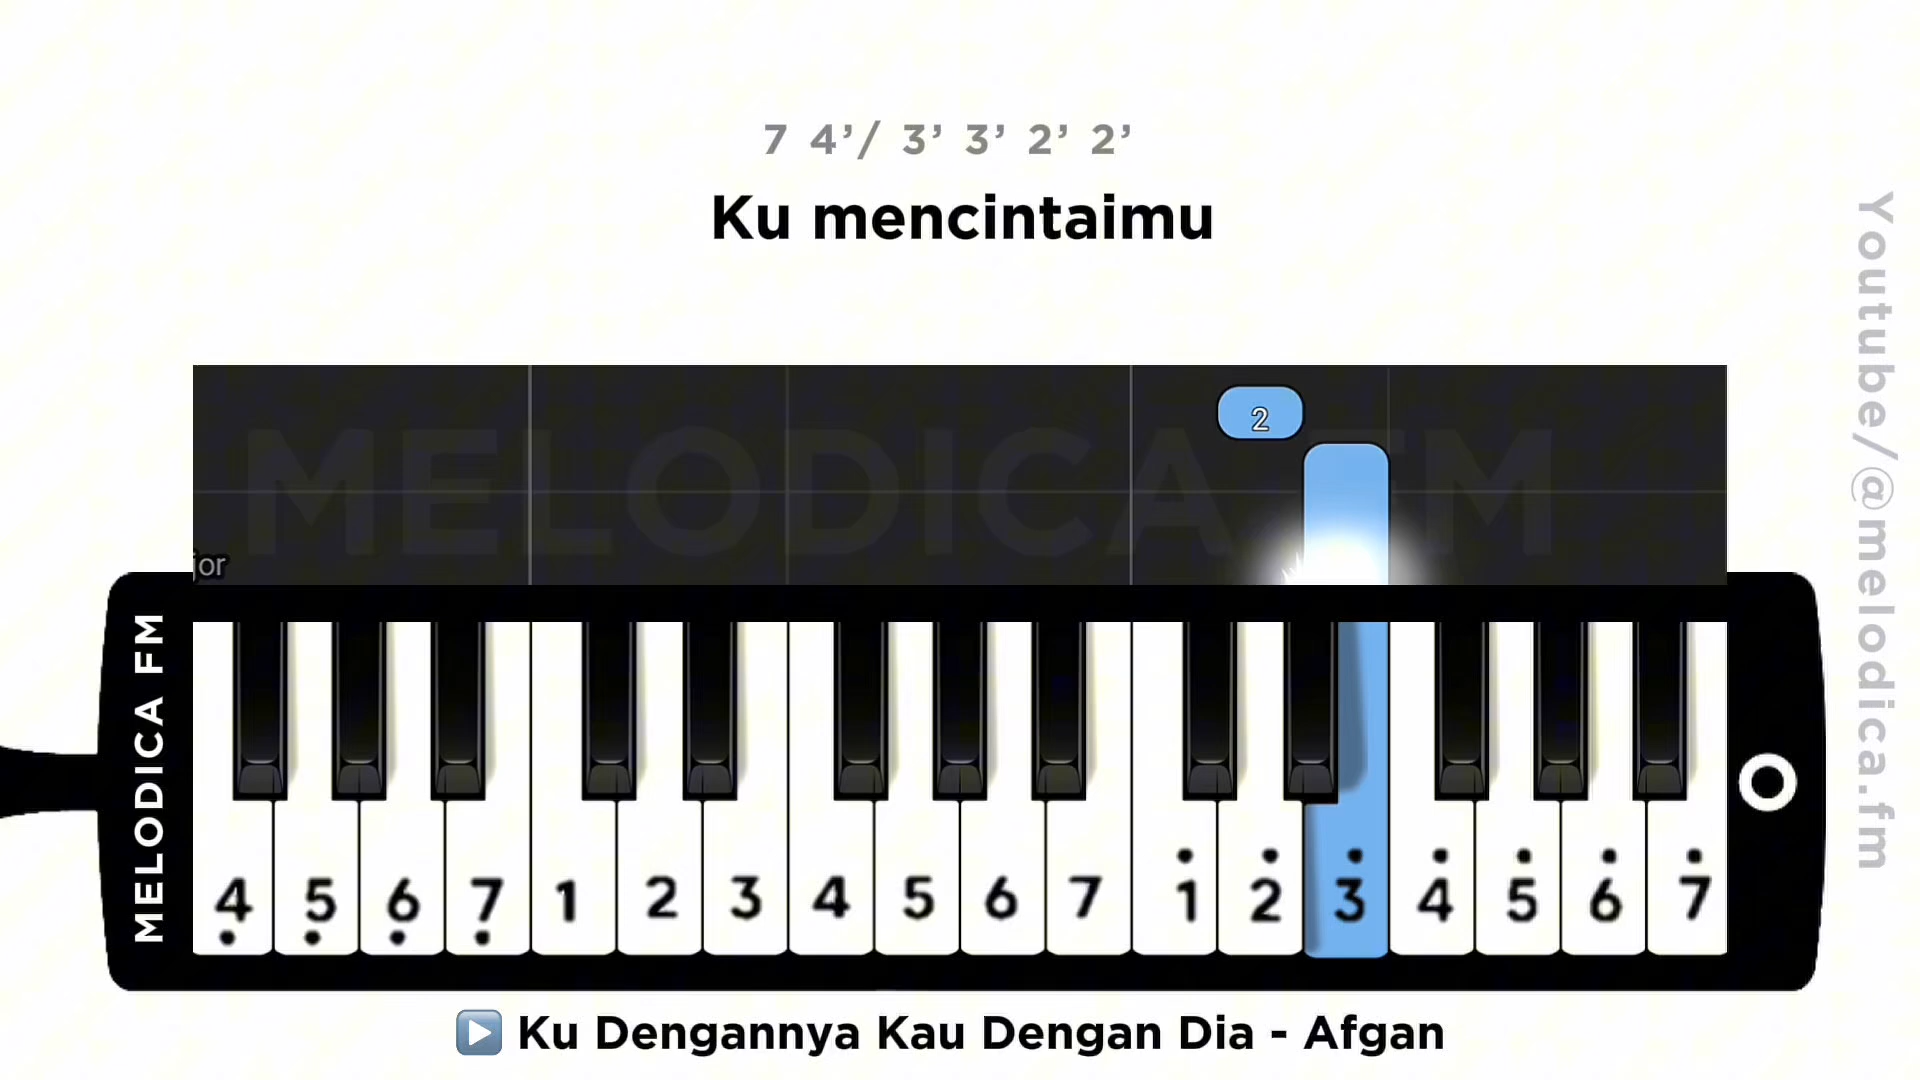 7 4’/ 3’ 3’ 2’ 2’
Ku mencintaimu
Youtube/@melodica.fm
2
MELODICA FM
jor
MELODICA FM
4 5 6 7 1 2 3 4 5 6 7 1 2 3 4 5 6 7
Ku Dengannya Kau Dengan Dia - Afgan